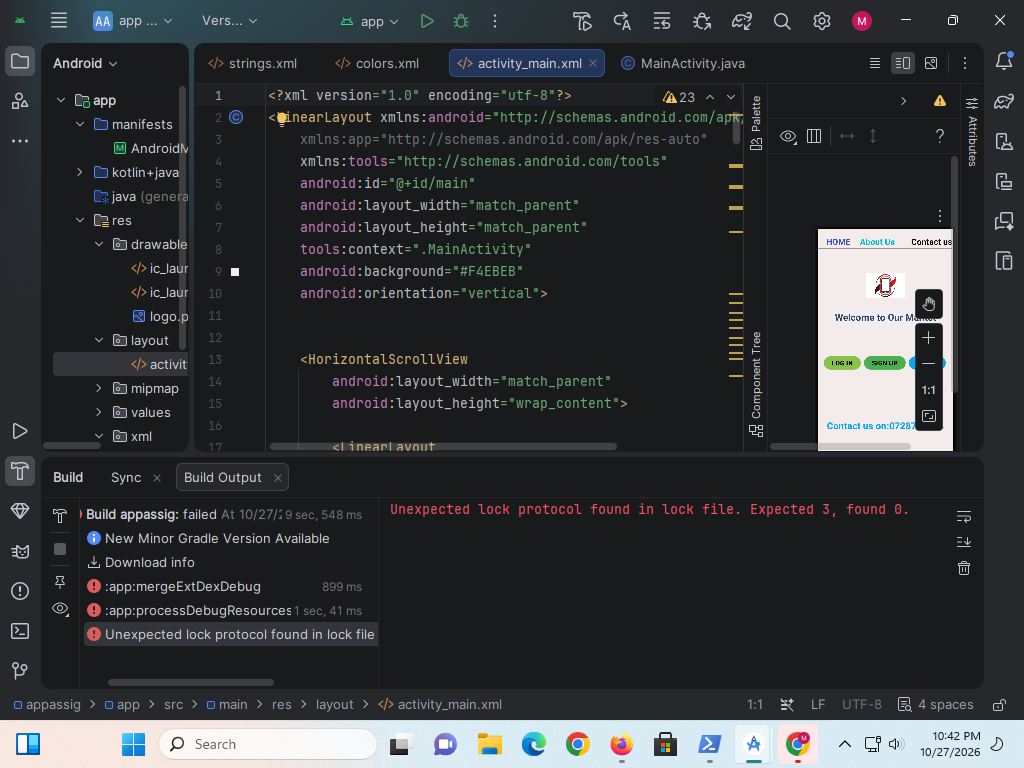 AA app ... Vers... app M
Android
strings.xml colors.xml activity_main.xml MainActivity.java
app
manifests
AndroidM
kotlin+java
java (genera
res
drawable
ic_laur
ic_laur
logo.p
layout
activit
mipmap
values
xml
1 <?xml version="1.0" encoding="utf-8"?> 23
2 <LinearLayout xmlns:android="http://schemas.android.com/apk/
3 xmlns:app="http://schemas.android.com/apk/res-auto"
4 xmlns:tools="http://schemas.android.com/tools"
5 android:id="@+id/main"
6 android:layout_width="match_parent"
7 android:layout_height="match_parent"
8 tools:context=".MainActivity"
9 android:background="#F4EBEB"
10 android:orientation="vertical">
11
12
13 <HorizontalScrollView
14 android:layout_width="match_parent"
15 android:layout_height="wrap_content">
16
17 <LinearLayout
Palette
Component Tree
Attributes
HOME About Us Contact us
Welcome to Our Market
LOG IN SIGN UP
Contact us on:07287
1:1
Build Sync Build Output
Build appassig: failed At 10/27/2 9 sec, 548 ms
New Minor Gradle Version Available
Download info
:app:mergeExtDexDebug 899 ms
:app:processDebugResources 1 sec, 41 ms
Unexpected lock protocol found in lock file
Unexpected lock protocol found in lock file. Expected 3, found 0.
appassig > app > src > main > res > layout > activity_main.xml 1:1 LF UTF-8 4 spaces
Search
M
10:42 PM
10/27/2026